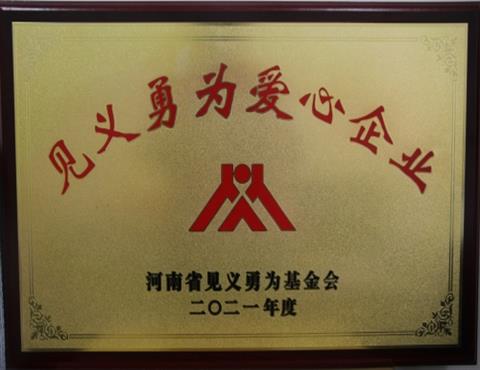 见义勇为爱心企业
河南省见义勇为基金会
二〇二一年度